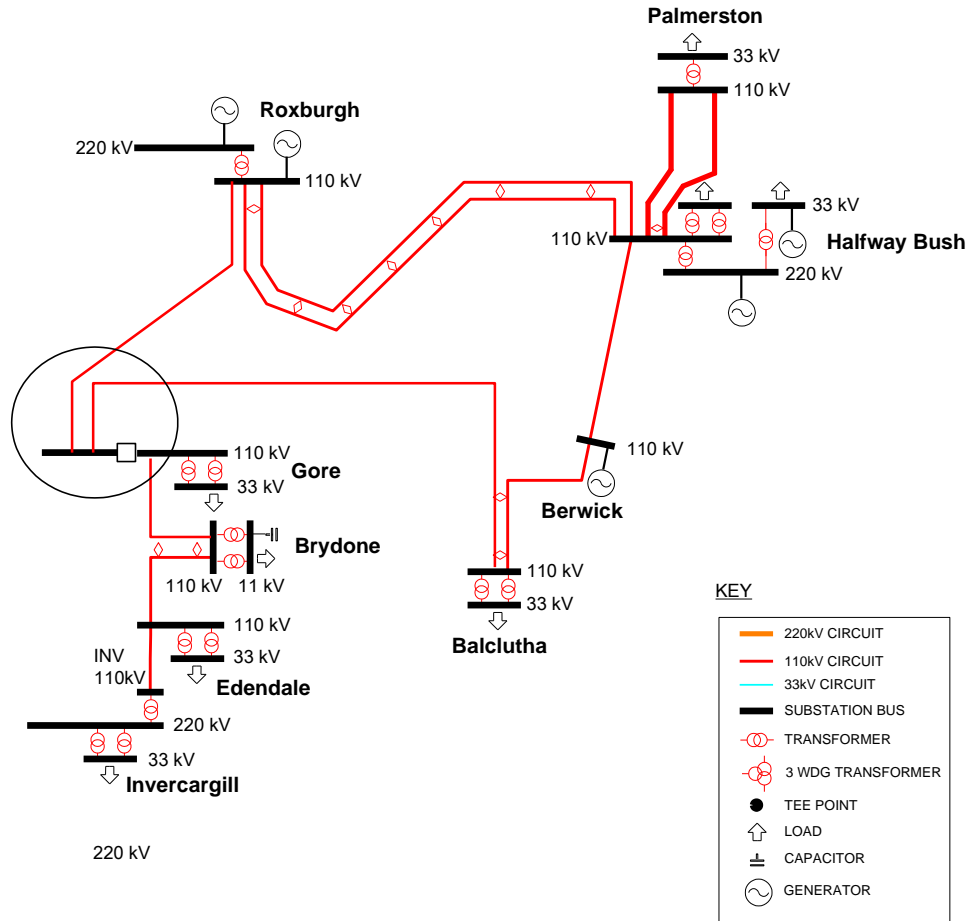 Palmerston
33 kV
110 kV
Roxburgh
220 kV
110 kV
33 kV
110 kV
Halfway Bush
220 kV
110 kV
Gore
33 kV
110 kV
Berwick
Brydone
110 kV
11 kV
110 kV
33 kV
Balclutha
110 kV
INV
110kV
33 kV
Edendale
220 kV
33 kV
Invercargill
220 kV
KEY
220kV CIRCUIT
110kV CIRCUIT
33kV CIRCUIT
SUBSTATION BUS
TRANSFORMER
3 WDG TRANSFORMER
TEE POINT
LOAD
CAPACITOR
GENERATOR